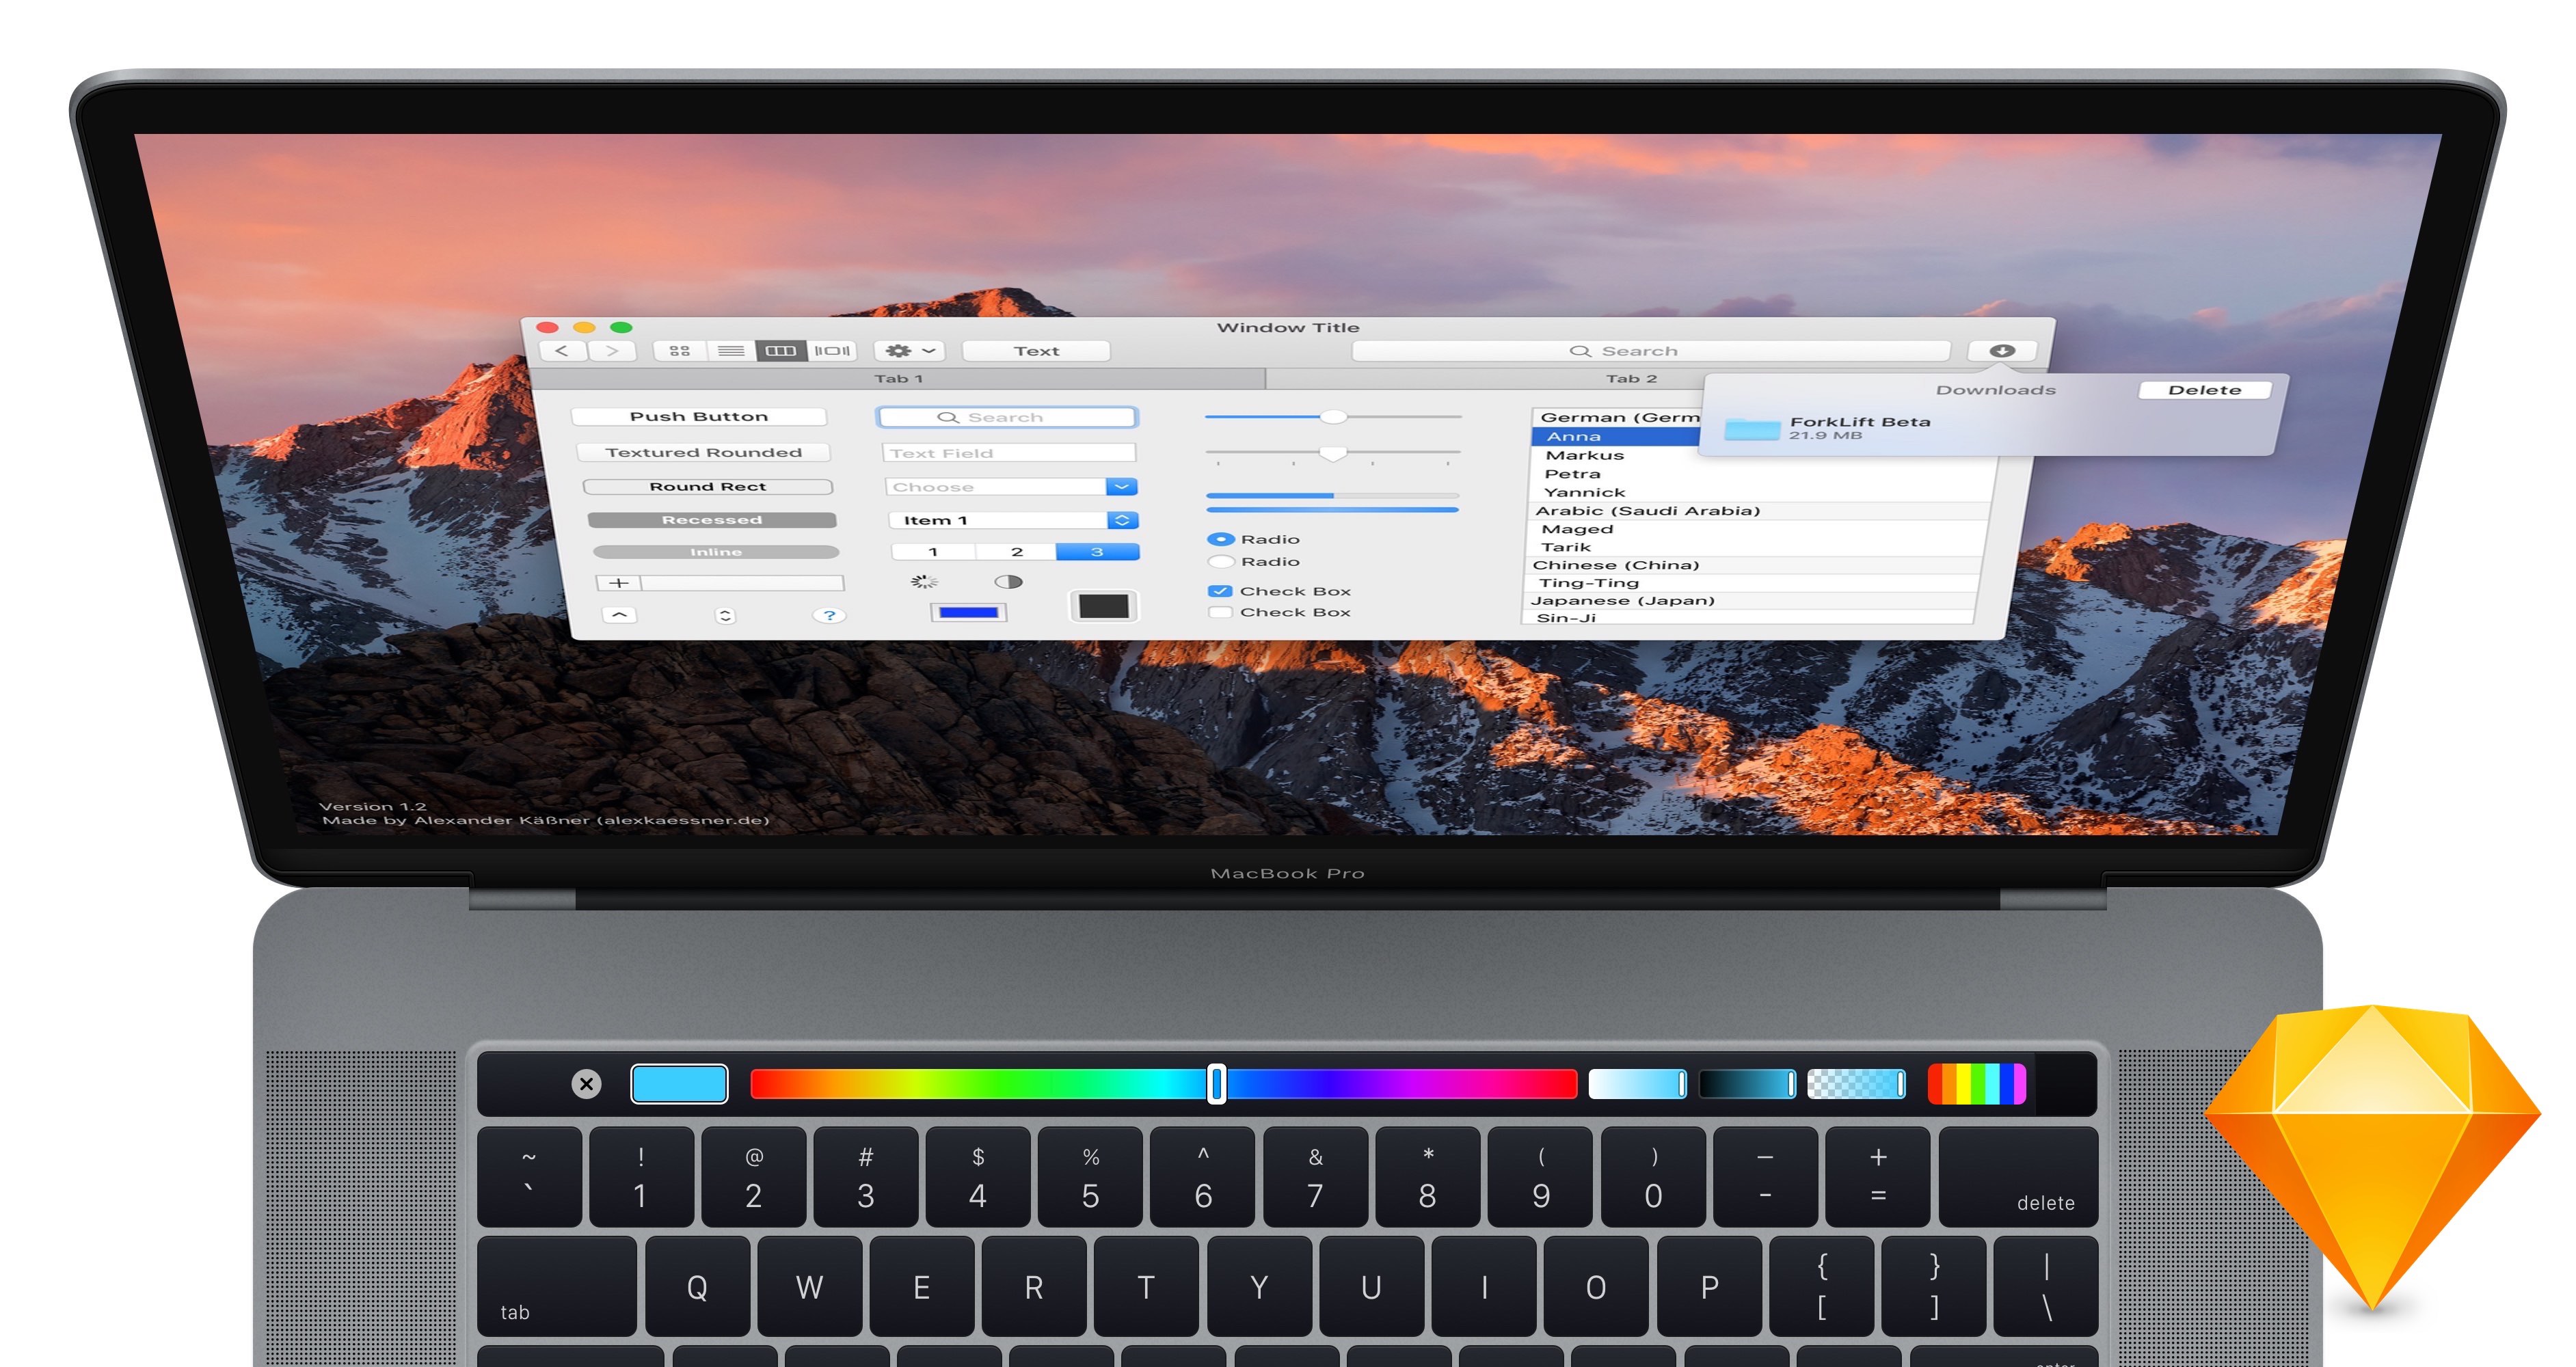 Window Title
Text
Search
Tab 1
Tab 2
Downloads
Delete
ForkLift Beta
21.9 MB
Push Button
Textured Rounded
Round Rect
Recessed
Inline
Search
Text Field
Choose
Item 1
1 2 3
?
Radio
Radio
Check Box
Check Box
German (Germ
Anna
Markus
Petra
Yannick
Arabic (Saudi Arabia)
Maged
Tarik
Chinese (China)
Ting-Ting
Japanese (Japan)
Sin-Ji
Version 1.2
Made by Alexander Käßner (alexkaessner.de)
MacBook Pro
~ ! @ # $ % ^ & * ( ) – +
` 1 2 3 4 5 6 7 8 9 0 - = delete
tab Q W E R T Y U I O P { } |
[ ] \